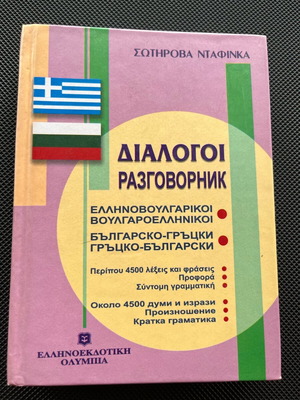 ΣΩΤΗΡΟΒΑ ΝΤΑΦΙΝΚΑ
ΔΙΑΛΟΓΟΙ
РАЗГОВОРНИК
ΕΛΛΗΝΟΒΟΥΛΓΑΡΙΚΟΙ
ΒΟΥΛΓΑΡΟΕΛΛΗΝΙΚΟΙ
БЪЛГАРСКО-ГРЪЦКИ
ГРЪЦКО-БЪЛГАРСКИ
Περίπου 4500 λέξεις και φράσεις
Προφορά
Σύντομη γραμματική
Около 4500 думи и изрази
Произношение
Кратка граматика
ΕΛΛΗΝΟΕΚΔΟΤΙΚΗ
ΟΛΥΜΠΙΑ